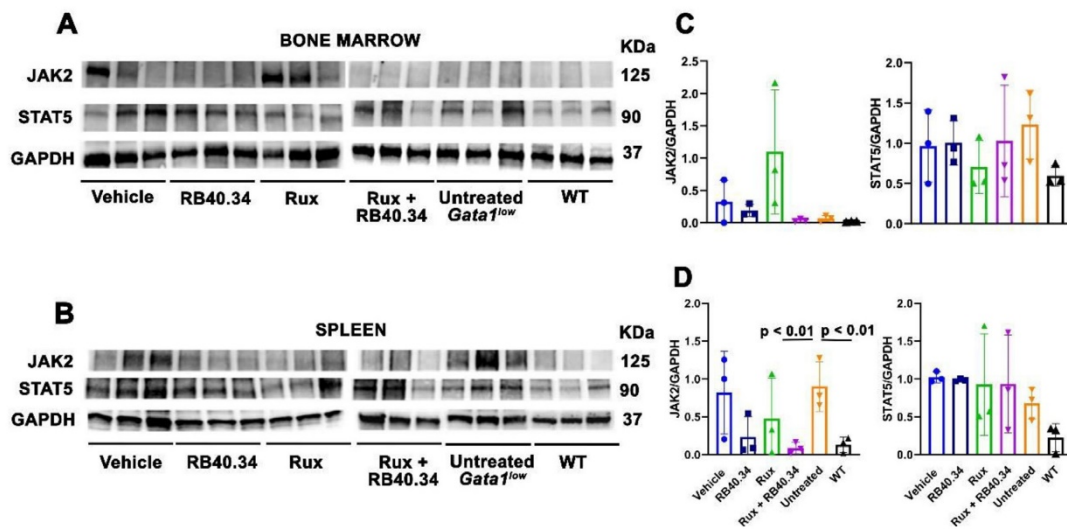 A
BONE MARROW
KDa
JAK2
125
STAT5
90
GAPDH
37
Vehicle RB40.34 Rux Rux + RB40.34 Untreated Gata1low WT
B
SPLEEN
KDa
JAK2
125
STAT5
90
GAPDH
37
Vehicle RB40.34 Rux Rux + RB40.34 Untreated Gata1low WT
C
JAK2/GAPDH
2.5
2.0
1.5
1.0
0.5
0.0
STAT5/GAPDH
2.0
1.5
1.0
0.5
0.0
D
JAK2/GAPDH
2.0
1.5
1.0
0.5
0.0
p < 0.01 p < 0.01
Vehicle
RB40.34
Rux
Rux + RB40.34
Untreated
WT
STAT5/GAPDH
2.0
1.5
1.0
0.5
0.0
Vehicle
RB40.34
Rux
Rux + RB40.34
Untreated
WT